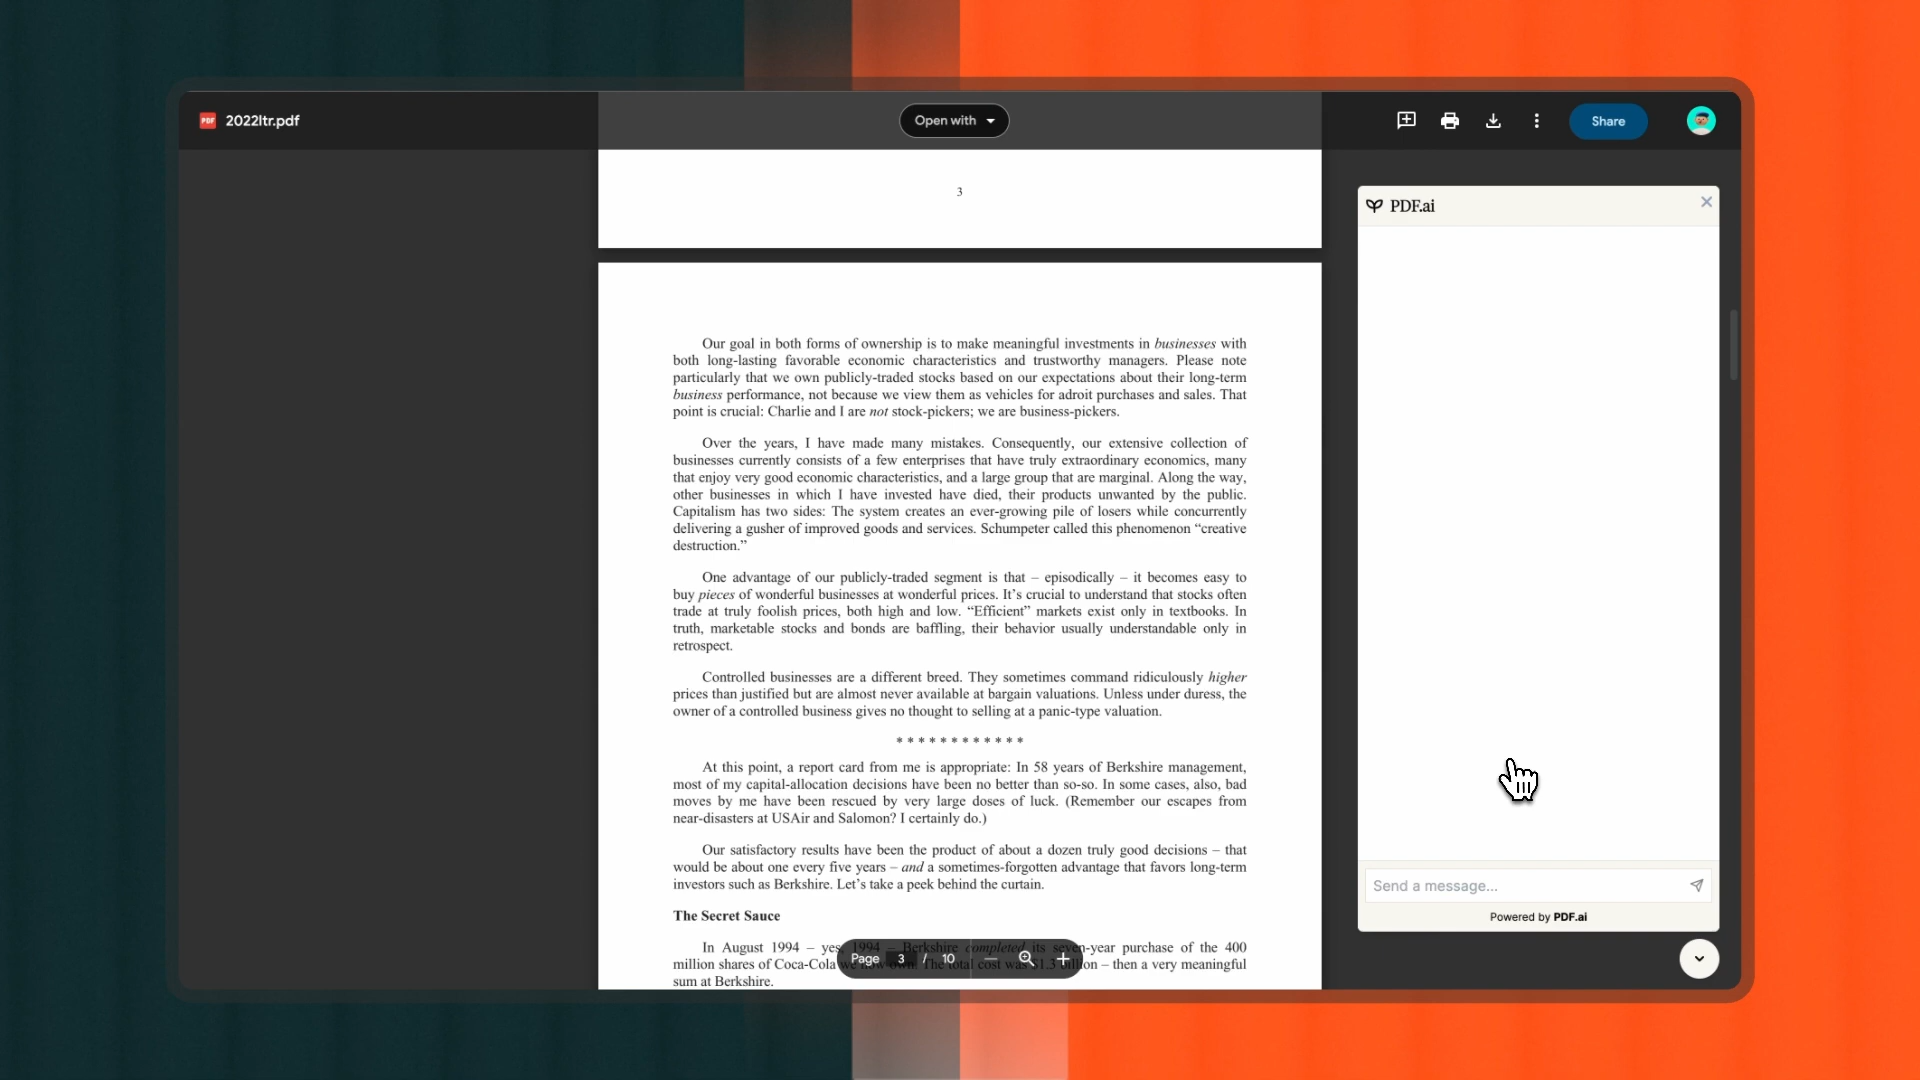 PDF 2022ltr.pdf
Open with
Share
3
Our goal in both forms of ownership is to make meaningful investments in businesses with
both long-lasting favorable economic characteristics and trustworthy managers. Please note
particularly that we own publicly-traded stocks based on our expectations about their long-term
business performance, not because we view them as vehicles for adroit purchases and sales. That
point is crucial: Charlie and I are not stock-pickers; we are business-pickers.
Over the years, I have made many mistakes. Consequently, our extensive collection of
businesses currently consists of a few enterprises that have truly extraordinary economics, many
that enjoy very good economic characteristics, and a large group that are marginal. Along the way,
other businesses in which I have invested have died, their products unwanted by the public.
Capitalism has two sides: The system creates an ever-growing pile of losers while concurrently
delivering a gusher of improved goods and services. Schumpeter called this phenomenon “creative
destruction.”
One advantage of our publicly-traded segment is that – episodically – it becomes easy to
buy pieces of wonderful businesses at wonderful prices. It’s crucial to understand that stocks often
trade at truly foolish prices, both high and low. “Efficient” markets exist only in textbooks. In
truth, marketable stocks and bonds are baffling, their behavior usually understandable only in
retrospect.
Controlled businesses are a different breed. They sometimes command ridiculously higher
prices than justified but are almost never available at bargain valuations. Unless under duress, the
owner of a controlled business gives no thought to selling at a panic-type valuation.
* * * * * * * * * * * *
At this point, a report card from me is appropriate: In 58 years of Berkshire management,
most of my capital-allocation decisions have been no better than so-so. In some cases, also, bad
moves by me have been rescued by very large doses of luck. (Remember our escapes from
near-disasters at USAir and Salomon? I certainly do.)
Our satisfactory results have been the product of about a dozen truly good decisions – that
would be about one every five years – and a sometimes-forgotten advantage that favors long-term
investors such as Berkshire. Let’s take a peek behind the curtain.
The Secret Sauce
In August 1994 – yes, 1994 – Berkshire completed its seven-year purchase of the 400
million shares of Coca-Cola we now own. The total cost was $1.3 billion – then a very meaningful
sum at Berkshire.
Page 3 / 10
PDF.ai
Send a message...
Powered by PDF.ai